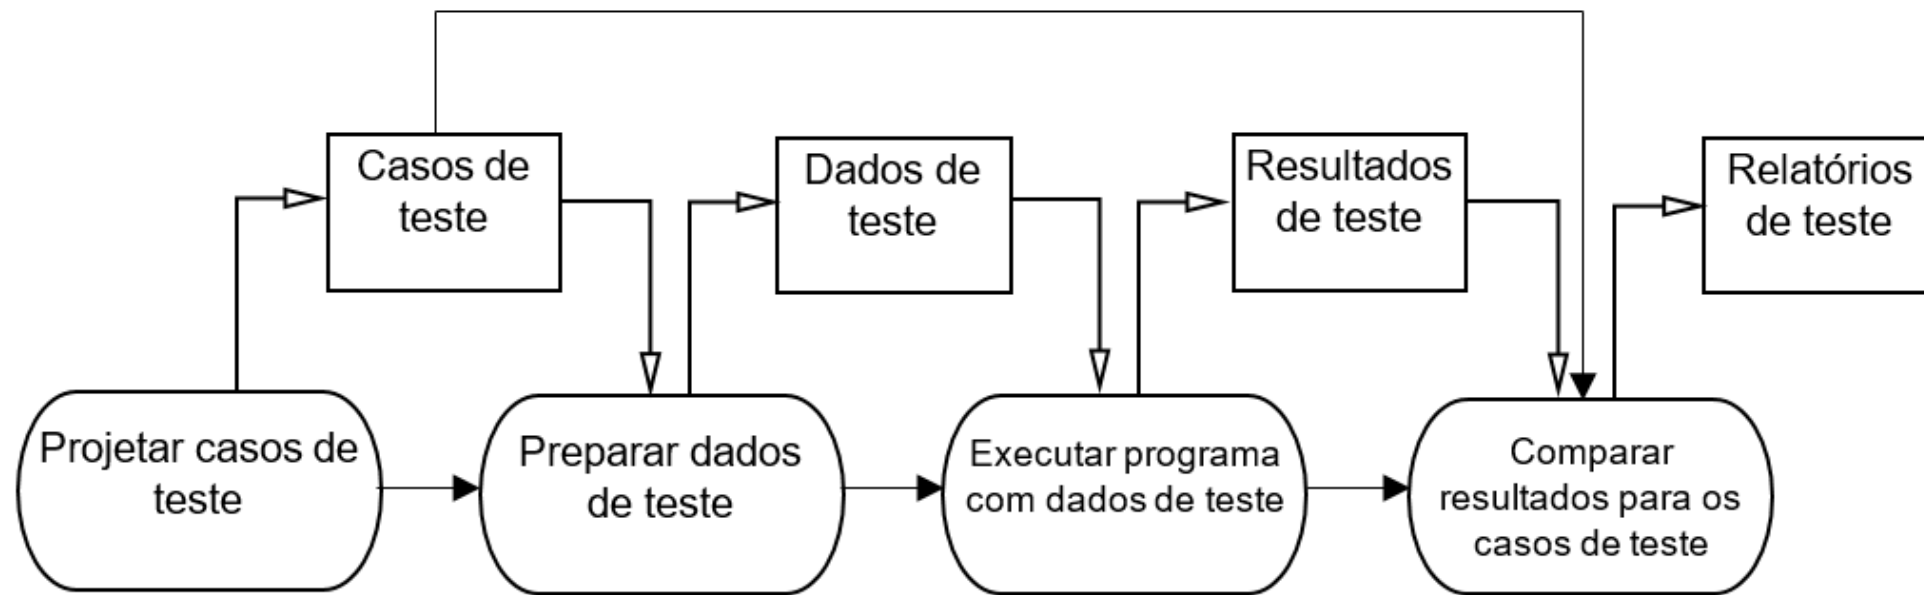 Casos de
teste
Dados de
teste
Resultados
de teste
Relatórios
de teste
Projetar casos de
teste
Preparar dados
de teste
Executar programa
com dados de teste
Comparar
resultados para os
casos de teste